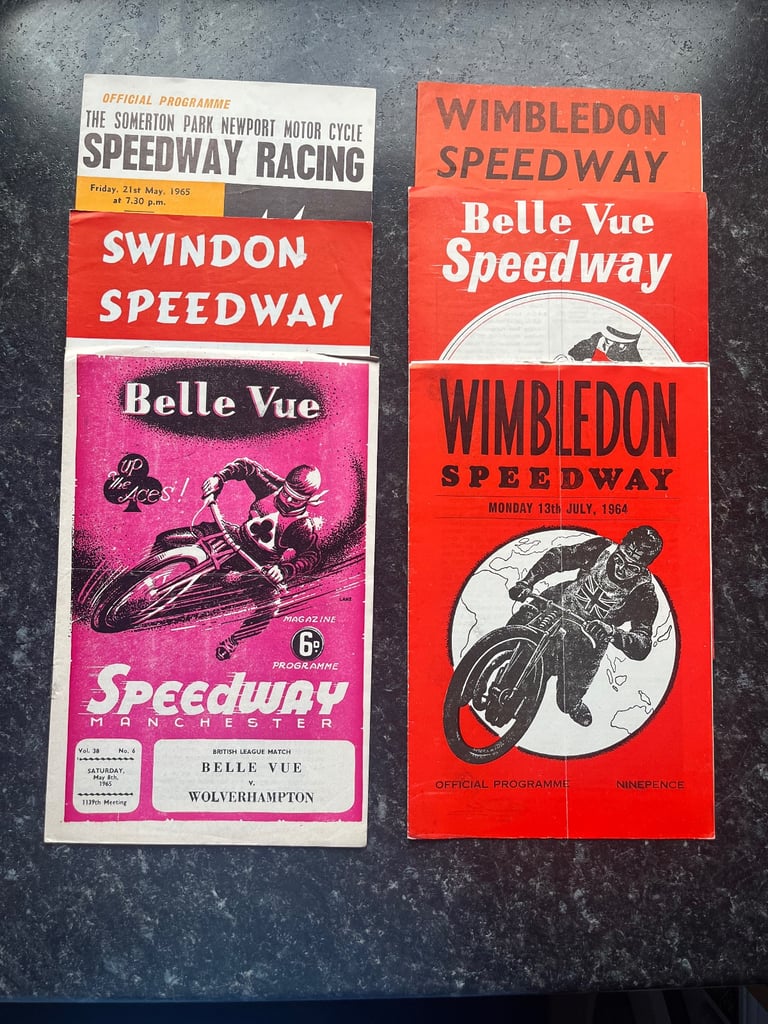 OFFICIAL PROGRAMME
THE SOMERTON PARK NEWPORT MOTOR CYCLE
SPEEDWAY RACING
Friday, 21st May, 1965
at 7.30 p.m.
SWINDON
SPEEDWAY
Belle Vue
up
the
Aces!
LAKE
MAGAZINE
6D.
PROGRAMME
SPEEDWAY
MANCHESTER
Vol. 38 No. 6
SATURDAY,
May 8th,
1965
1139th Meeting
BRITISH LEAGUE MATCH
BELLE VUE
v.
WOLVERHAMPTON
WIMBLEDON
SPEEDWAY
Belle Vue
Speedway
WIMBLEDON
SPEEDWAY
MONDAY 13th JULY, 1964
OFFICIAL PROGRAMME NINEPENCE